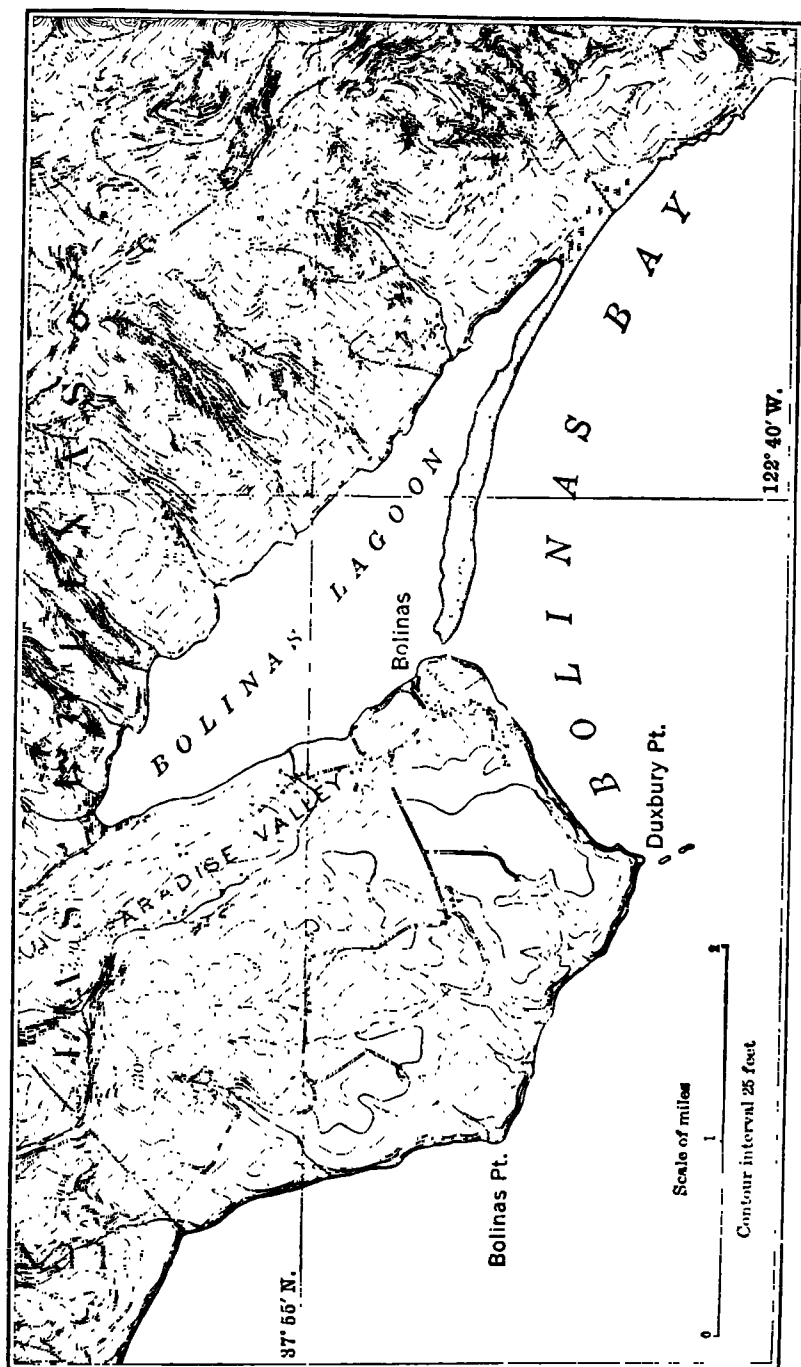 BOLINAS LAGOON
BOLINAS BAY
Bolinas
PARADISE VALLEY
Duxbury Pt.
Bolinas Pt.
122° 40′ W.
37° 55′ N.
Scale of miles
0 1 2
Contour interval 25 feet